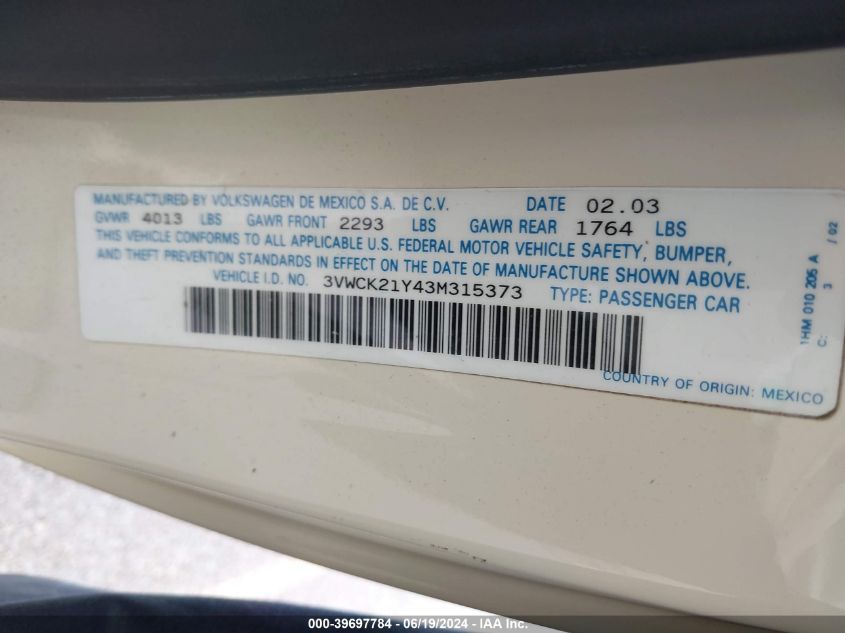 MANUFACTURED BY VOLKSWAGEN DE MEXICO S.A. DE C.V. DATE 02.03
GVWR 4013 LBS GAWR FRONT 2293 LBS GAWR REAR 1764 LBS
THIS VEHICLE CONFORMS TO ALL APPLICABLE U.S. FEDERAL MOTOR VEHICLE SAFETY, BUMPER,
AND THEFT PREVENTION STANDARDS IN EFFECT ON THE DATE OF MANUFACTURE SHOWN ABOVE.
VEHICLE I.D. NO. 3VWCK21Y43M315373 TYPE: PASSENGER CAR
COUNTRY OF ORIGIN: MEXICO
1HM 010 205 A / 02
C: 3
000-39697784 - 06/19/2024 - IAA Inc.